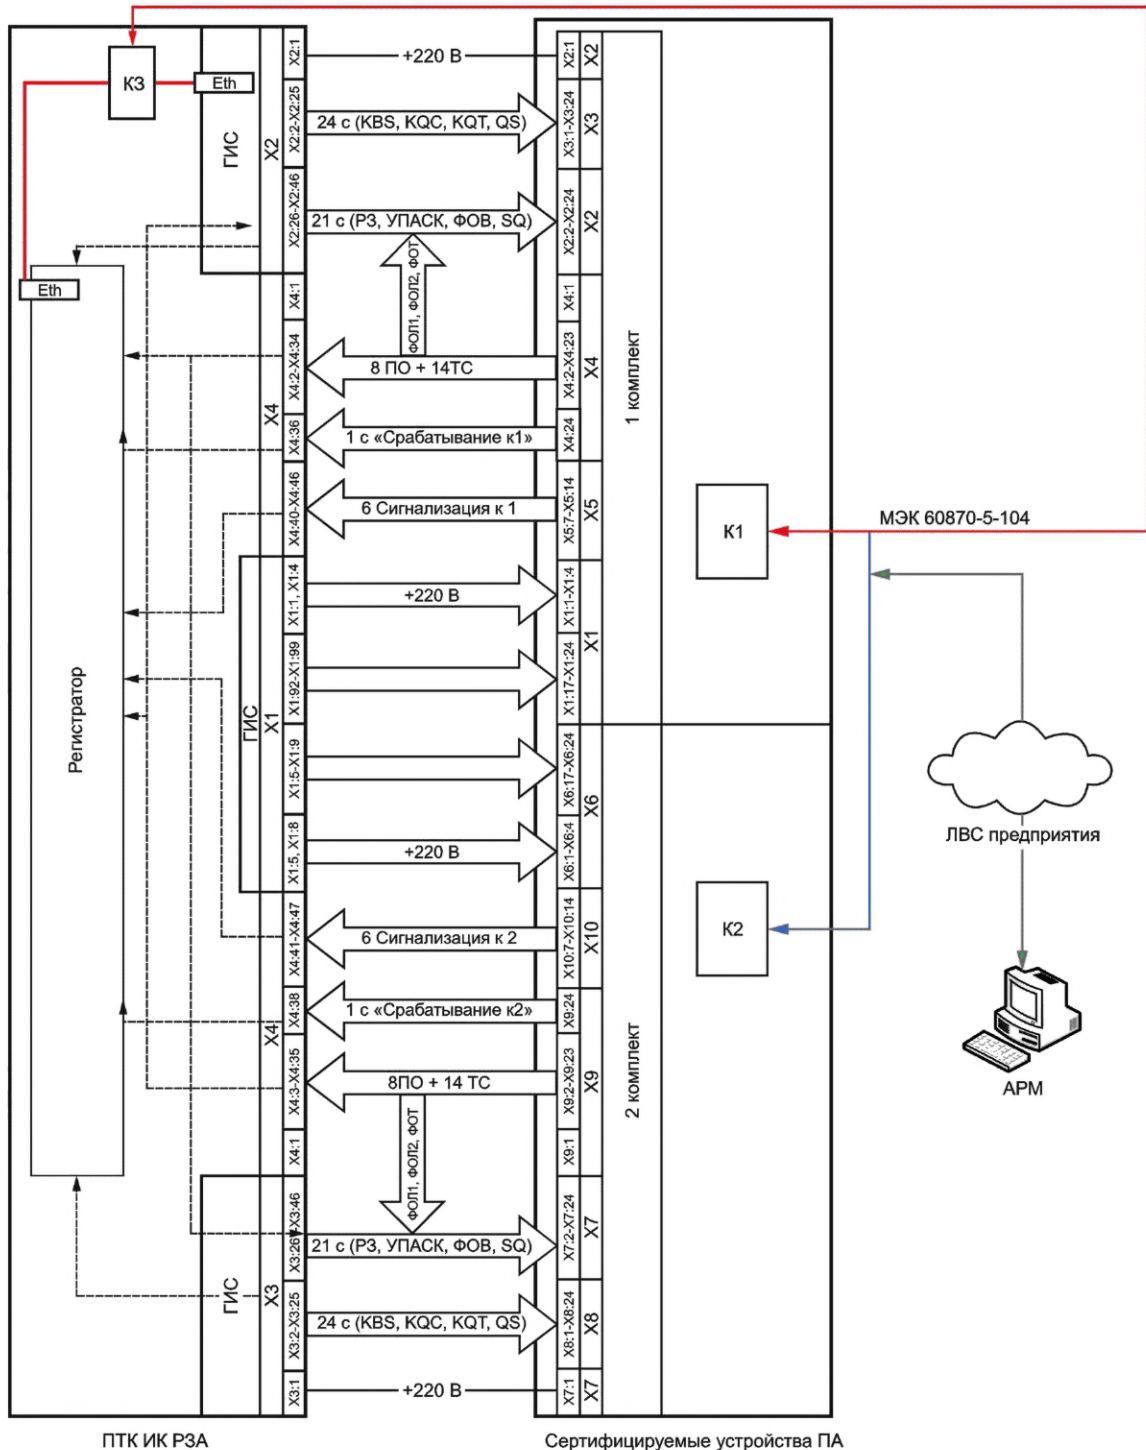 К3
Eth
ГИС
X2
X2:1
X2:2-X2:25
X2:26-X2:46
+220 В
24 с (KBS, KQC, KQT, QS)
21 с (РЗ, УПАСК, ФОВ, SQ)
ФОЛ1, ФОЛ2, ФОТ
X2:1
X2
X3:1-X3:24
X3
X2:2-X2:24
X2
Eth
Регистратор
X4
X4:1
X4:2-X4:34
X4:36
X4:40-X4:46
8 ПО + 14ТС
1 с «Срабатывание к1»
6 Сигнализация к 1
X4:1
X4:2-X4:23
X4
X4:24
X5:7-X5:14
X5
1 комплект
К1
МЭК 60870-5-104
ГИС
X1
X1:1, X1:4
X1:92-X1:99
X1:5-X1:9
X1:5, X1:8
+220 В
+220 В
X1:1-X1:4
X1:17-X1:24
X1
X6:17-X6:24
X6:1-X6:4
X6
ЛВС предприятия
АРМ
X4
X4:41-X4:47
X4:38
X4:3-X4:35
X4:1
6 Сигнализация к 2
1 с «Срабатывание к2»
8ПО + 14 ТС
ФОЛ1, ФОЛ2, ФОТ
X10:7-X10:14
X10
X9:24
X9:2-X9:23
X9
X9:1
2 комплект
К2
ГИС
X3
X3:26-X3:46
X3:2-X3:25
X3:1
21 с (РЗ, УПАСК, ФОВ, SQ)
24 с (KBS, KQC, KQT, QS)
+220 В
X7:2-X7:24
X7
X8:1-X8:24
X8
X7:1
X7
ПТК ИК РЗА
Сертифицируемые устройства ПА